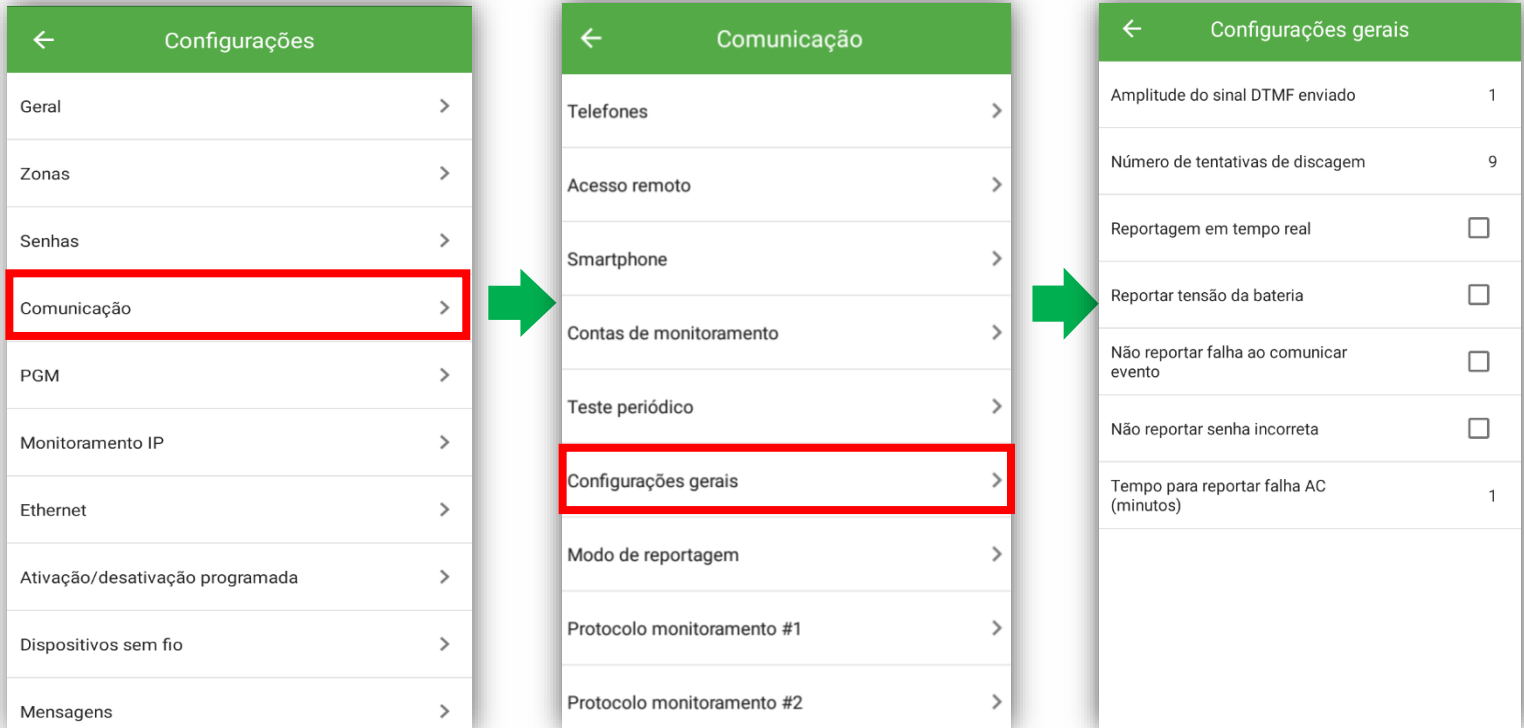 Configurações
Geral
Zonas
Senhas
Comunicação
PGM
Monitoramento IP
Ethernet
Ativação/desativação programada
Dispositivos sem fio
Mensagens
Comunicação
Telefones
Acesso remoto
Smartphone
Contas de monitoramento
Teste periódico
Configurações gerais
Modo de reportagem
Protocolo monitoramento #1
Protocolo monitoramento #2
Configurações gerais
Amplitude do sinal DTMF enviado 1
Número de tentativas de discagem 9
Reportagem em tempo real
Reportar tensão da bateria
Não reportar falha ao comunicar
evento
Não reportar senha incorreta
Tempo para reportar falha AC
(minutos) 1